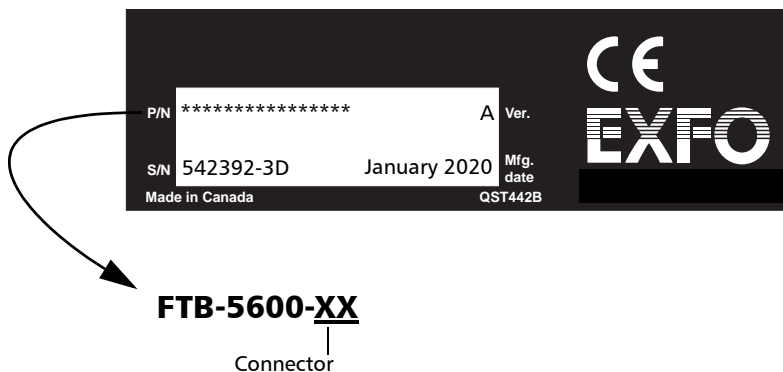 CE
P/N **************** A Ver.
EXFO
S/N 542392-3D January 2020 Mfg. date
Made in Canada QST442B
FTB-5600-XX
Connector